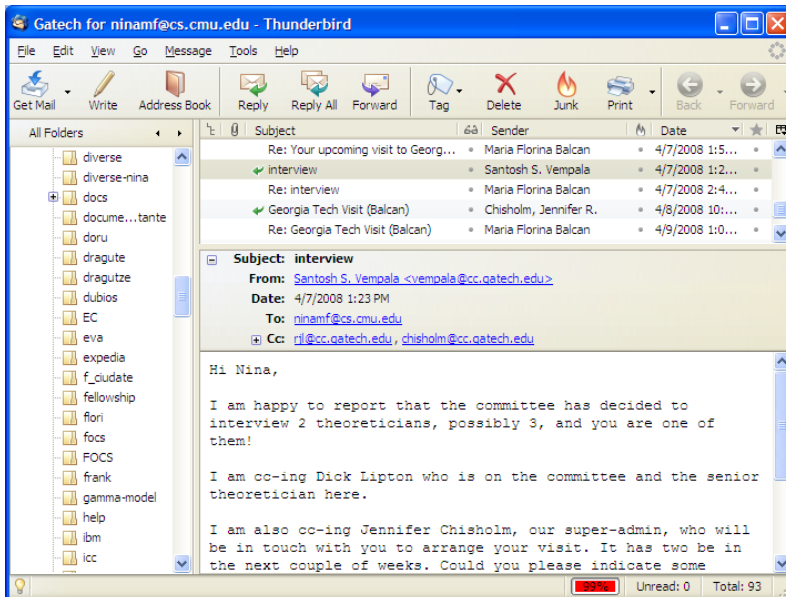 Gatech for ninamf@cs.cmu.edu - Thunderbird
File Edit View Go Message Tools Help
Get Mail Write Address Book Reply Reply All Forward Tag Delete Junk Print Back Forward
All Folders
Subject Sender Date
diverse
diverse-nina
docs
docume...tante
doru
dragute
dragutze
dubios
EC
eva
expedia
f_ciudate
fellowship
flori
focs
FOCS
frank
gamma-model
help
ibm
icc
Re: Your upcoming visit to Georg... Maria Florina Balcan 4/7/2008 1:5...
interview Santosh S. Vempala 4/7/2008 1:2...
Re: interview Maria Florina Balcan 4/7/2008 2:4...
Georgia Tech Visit (Balcan) Chisholm, Jennifer R. 4/8/2008 10:...
Re: Georgia Tech Visit (Balcan) Maria Florina Balcan 4/9/2008 1:0...
Subject: interview
From: Santosh S. Vempala <vempala@cc.gatech.edu>
Date: 4/7/2008 1:23 PM
To: ninamf@cs.cmu.edu
Cc: rjl@cc.gatech.edu , chisholm@cc.gatech.edu
Hi Nina,
I am happy to report that the committee has decided to
interview 2 theoreticians, possibly 3, and you are one of
them!
I am cc-ing Dick Lipton who is on the committee and the senior
theoretician here.
I am also cc-ing Jennifer Chisholm, our super-admin, who will
be in touch with you to arrange your visit. It has two be in
the next couple of weeks. Could you please indicate some
99% Unread: 0 Total: 93